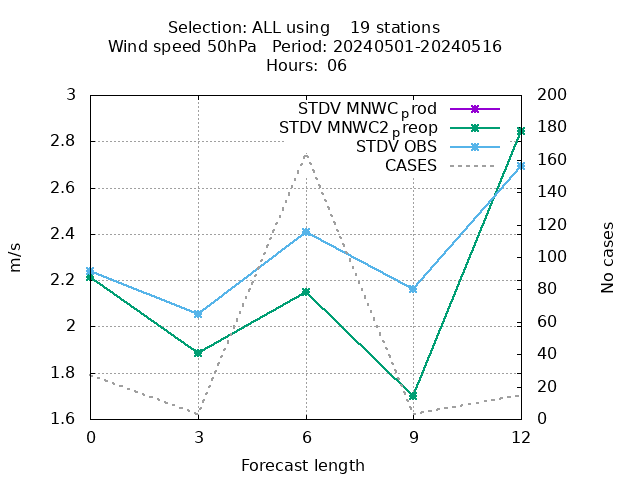 Selection: ALL using 19 stations
Wind speed 50hPa Period: 20240501-20240516
Hours: 06
STDV MNWC_prod
STDV MNWC2_preop
STDV OBS
CASES
3
2.8
2.6
2.4
2.2
2
1.8
1.6
m/s
200
180
160
140
120
100
80
60
40
20
0
No cases
0 3 6 9 12
Forecast length